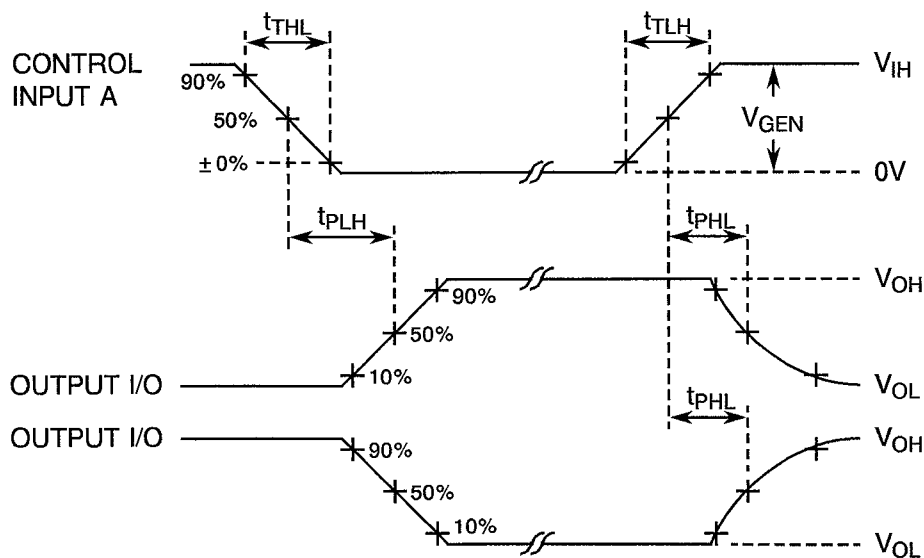 tTHL
tTLH
CONTROL
INPUT A
90%
50%
± 0%
VIH
VGEN
0V
tPLH
tPHL
90%
50%
10%
VOH
OUTPUT I/O
VOL
tPHL
OUTPUT I/O
VOH
90%
50%
10%
VOL